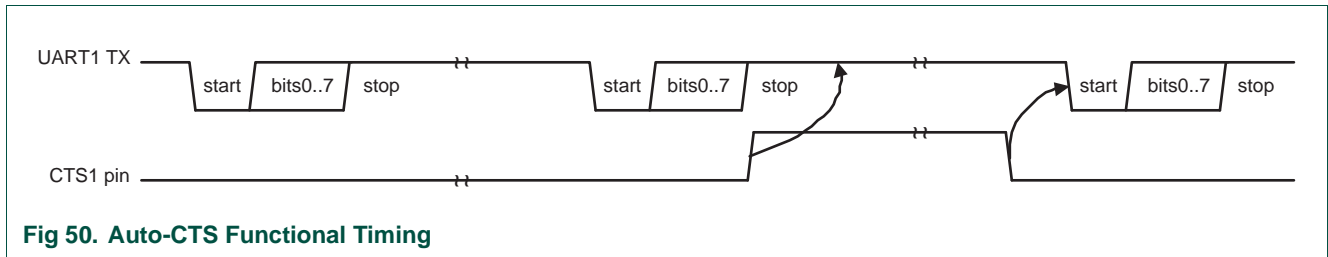 UART1 TX
start bits0..7 stop start bits0..7 stop start bits0..7 stop
CTS1 pin
Fig 50. Auto-CTS Functional Timing